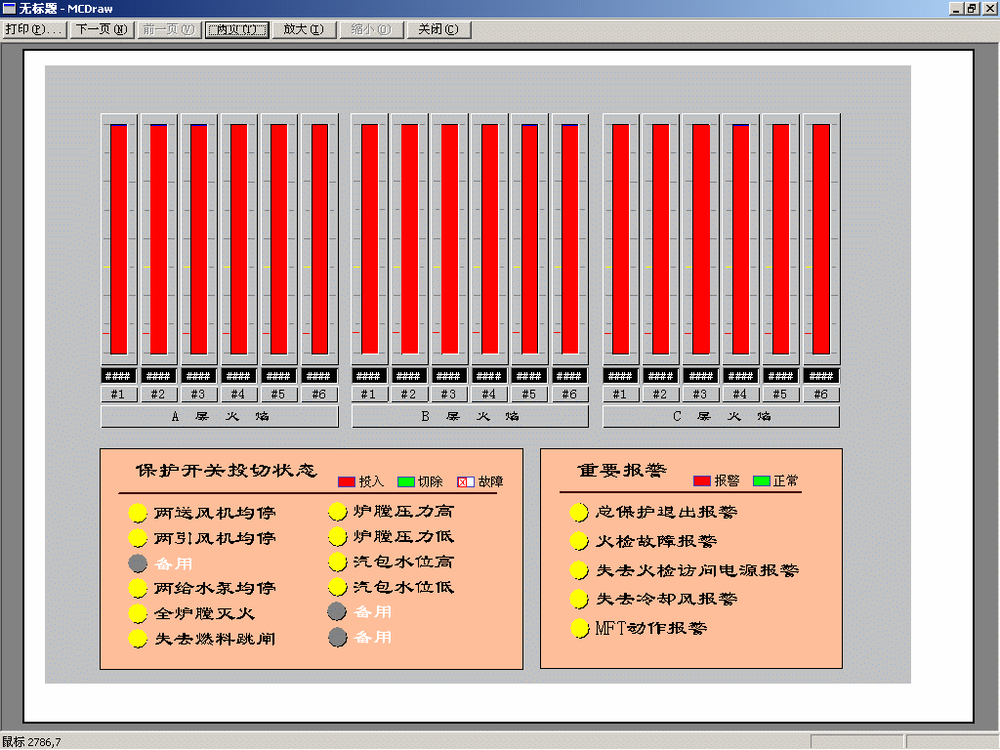 无标题 - MCDraw
打印(P)... 下一页(N) 前一页(V) 两页(T) 放大(I) 缩小(O) 关闭(C)
#### #### #### #### #### #### #### #### #### #### #### #### #### #### #### #### #### ####
#1 #2 #3 #4 #5 #6 #1 #2 #3 #4 #5 #6 #1 #2 #3 #4 #5 #6
A 层 火 焰 B 层 火 焰 C 层 火 焰
保护开关投切状态
投入 切除 X 故障
两送风机均停 炉膛压力高
两引风机均停 炉膛压力低
备用 汽包水位高
两给水泵均停 汽包水位低
全炉膛灭火 备用
失去燃料跳闸 备用
重要报警
报警 正常
总保护退出报警
火检故障报警
失去火检访问电源报警
失去冷却风报警
MFT动作报警
鼠标 2786,7